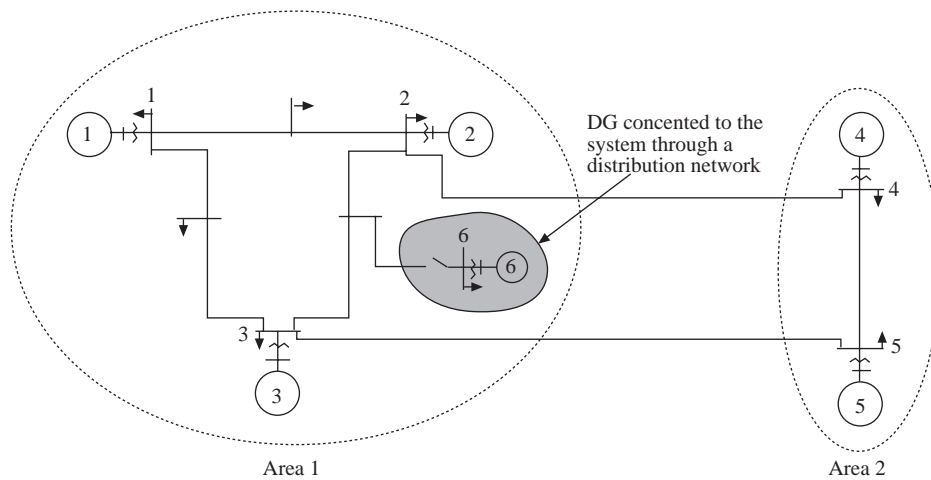 1
2
1
2
DG concented to the
system through a
distribution network
4
4
6
6
3
3
5
5
Area 1
Area 2